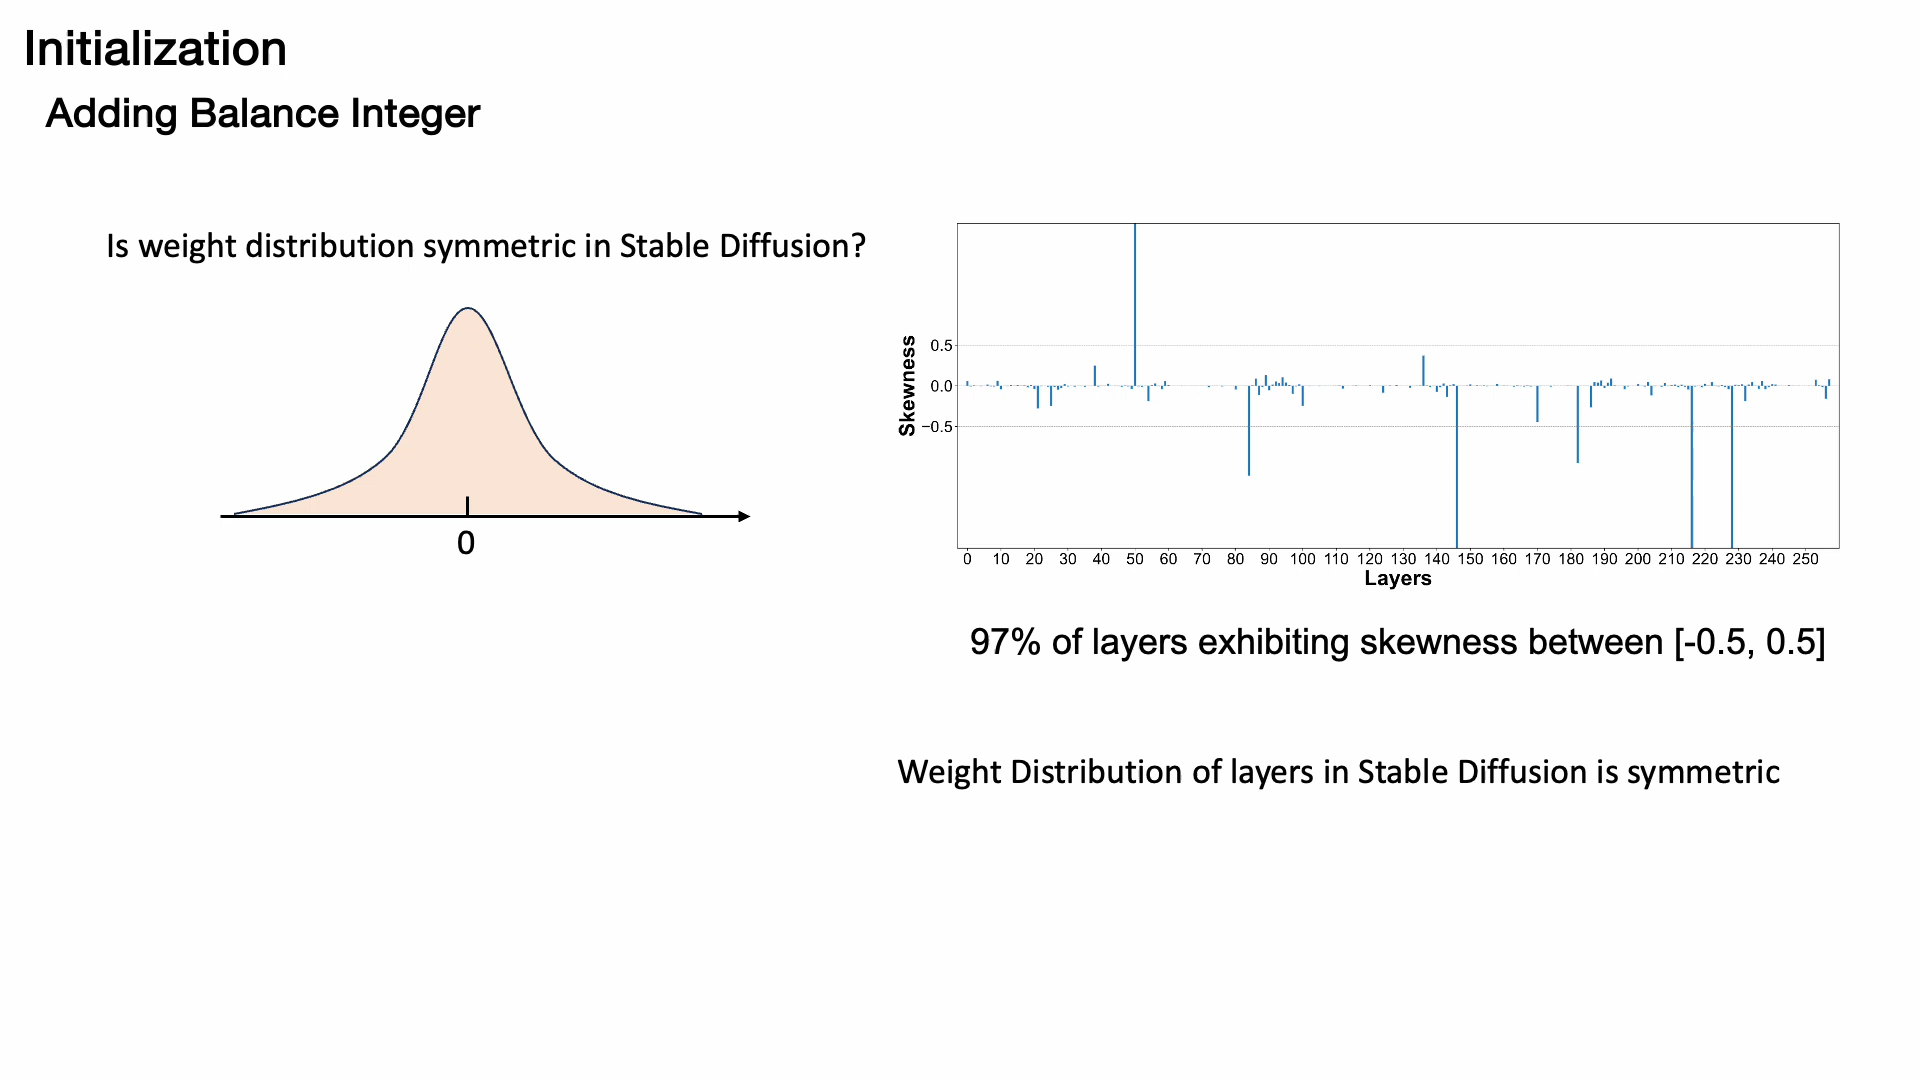 Initialization
Adding Balance Integer
Is weight distribution symmetric in Stable Diffusion?
0
Skewness
0.5
0.0
−0.5
0 10 20 30 40 50 60 70 80 90 100 110 120 130 140 150 160 170 180 190 200 210 220 230 240 250
Layers
97% of layers exhibiting skewness between [-0.5, 0.5]
Weight Distribution of layers in Stable Diffusion is symmetric